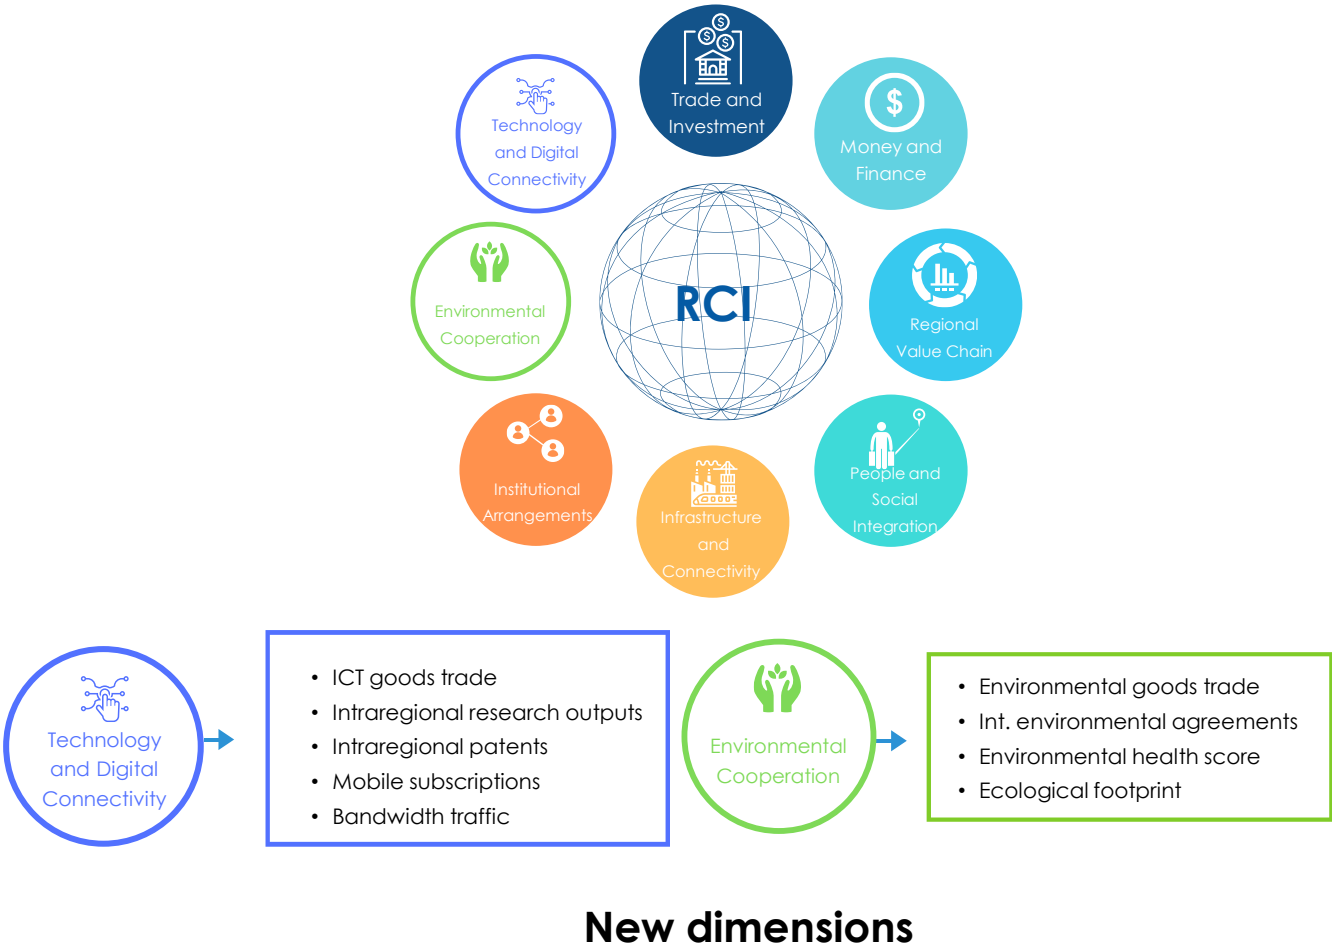 Trade and
Investment
Technology
and Digital
Connectivity
$
Money and
Finance
Environmental
Cooperation
RCI
Regional
Value Chain
Institutional
Arrangements
Infrastructure
and
Connectivity
People and
Social
Integration
Technology
and Digital
Connectivity
• ICT goods trade
• Intraregional research outputs
• Intraregional patents
• Mobile subscriptions
• Bandwidth traffic
Environmental
Cooperation
• Environmental goods trade
• Int. environmental agreements
• Environmental health score
• Ecological footprint
New dimensions